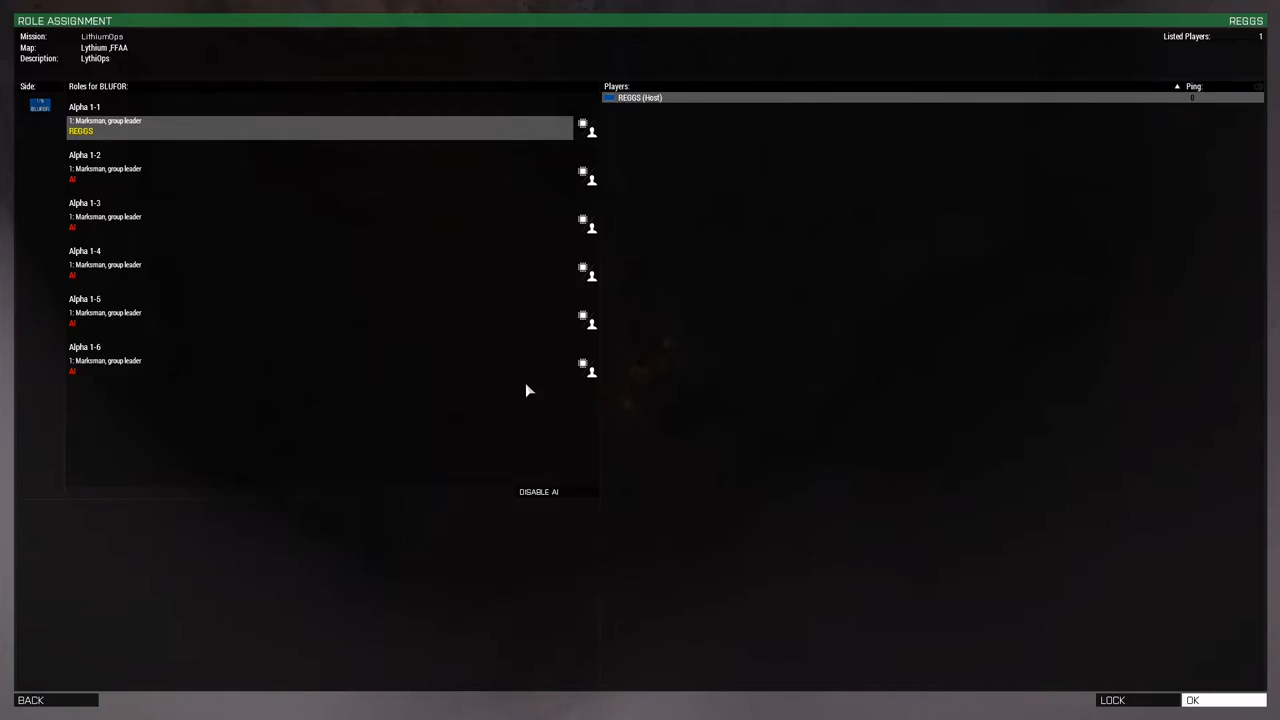 ROLE ASSIGNMENT REGGS
Mission: LithiumOps Listed Players: 1
Map: Lythium ,FFAA
Description: LythiOps
Side: Roles for BLUFOR: Players: Ping:
BLUFOR
REGGS (Host) 0
Alpha 1-1
1: Marksman, group leader
REGGS
Alpha 1-2
1: Marksman, group leader
AI
Alpha 1-3
1: Marksman, group leader
AI
Alpha 1-4
1: Marksman, group leader
AI
Alpha 1-5
1: Marksman, group leader
AI
Alpha 1-6
1: Marksman, group leader
AI
DISABLE AI
BACK LOCK OK